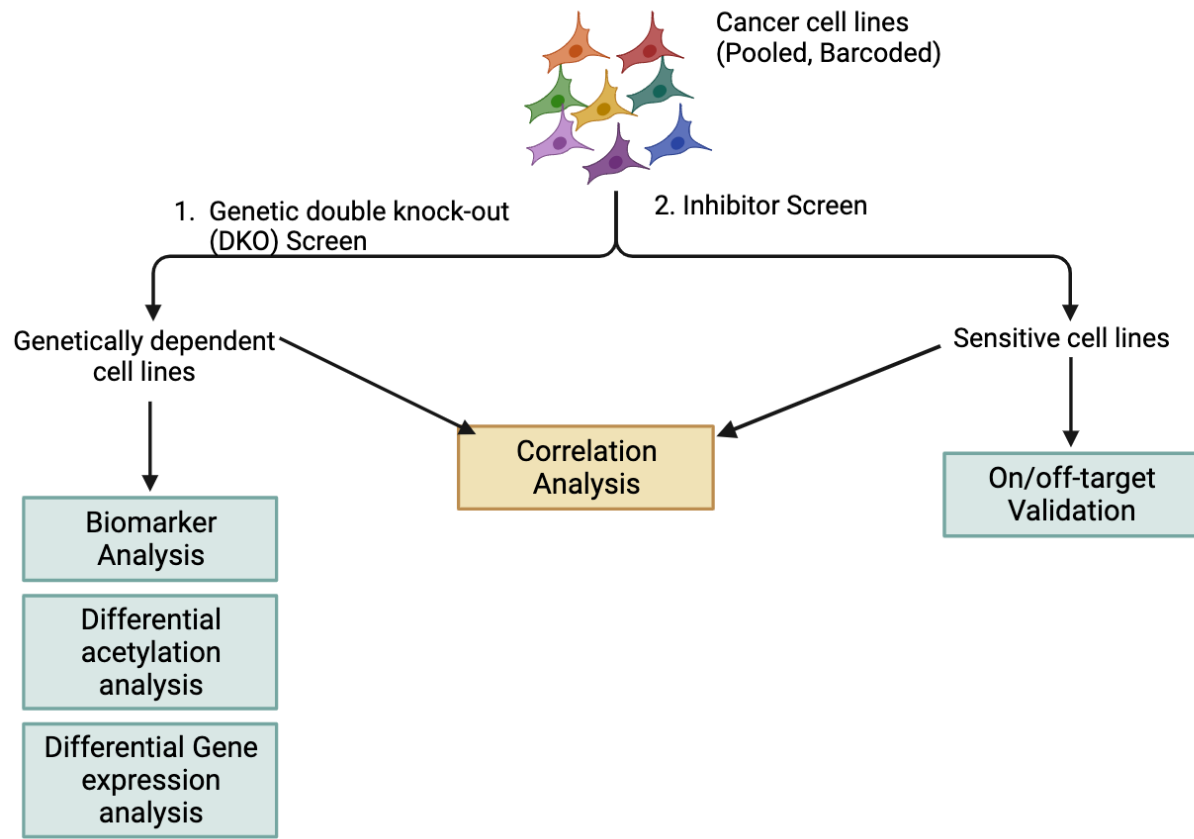 Cancer cell lines
(Pooled, Barcoded)
1. Genetic double knock-out
(DKO) Screen
2. Inhibitor Screen
Genetically dependent
cell lines
Sensitive cell lines
Correlation
Analysis
On/off-target
Validation
Biomarker
Analysis
Differential
acetylation
analysis
Differential Gene
expression
analysis